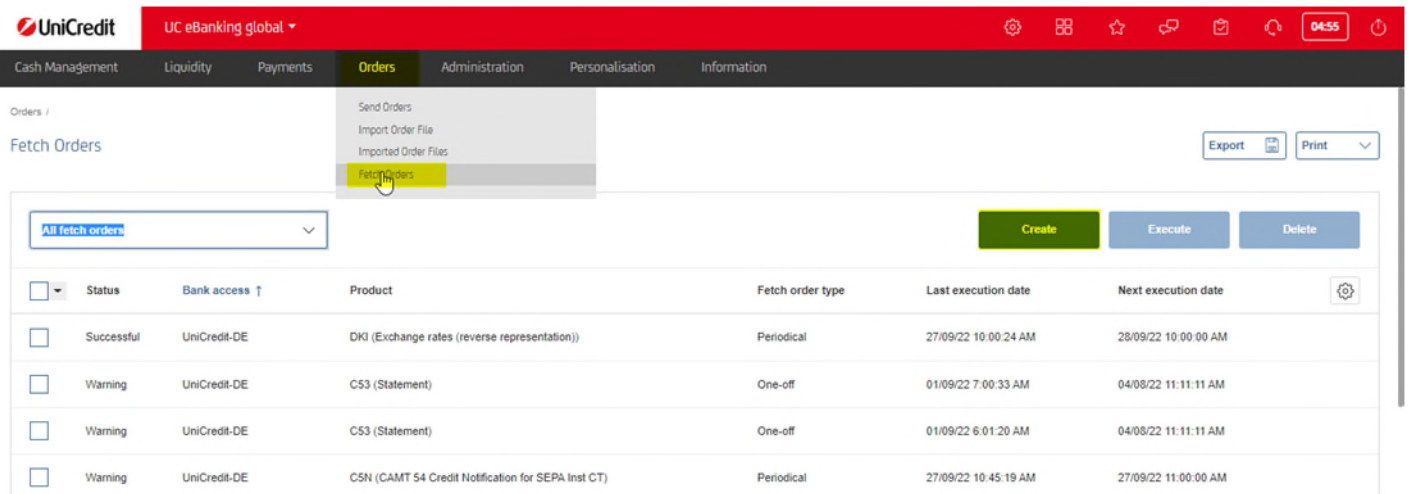 UniCredit UC eBanking global 04:55
Cash Management Liquidity Payments Orders Administration Personalisation Information
Orders /
Fetch Orders
Send Orders
Import Order File
Imported Order Files
Fetch Orders
Export Print
All fetch orders Create Execute Delete
Status Bank access ↑ Product Fetch order type Last execution date Next execution date
Successful UniCredit-DE DKI (Exchange rates (reverse representation)) Periodical 27/09/22 10:00:24 AM 28/09/22 10:00:00 AM
Warning UniCredit-DE C53 (Statement) One-off 01/09/22 7:00:33 AM 04/08/22 11:11:11 AM
Warning UniCredit-DE C53 (Statement) One-off 01/09/22 6:01:20 AM 04/08/22 11:11:11 AM
Warning UniCredit-DE C5N (CAMT 54 Credit Notification for SEPA Inst CT) Periodical 27/09/22 10:45:19 AM 27/09/22 11:00:00 AM